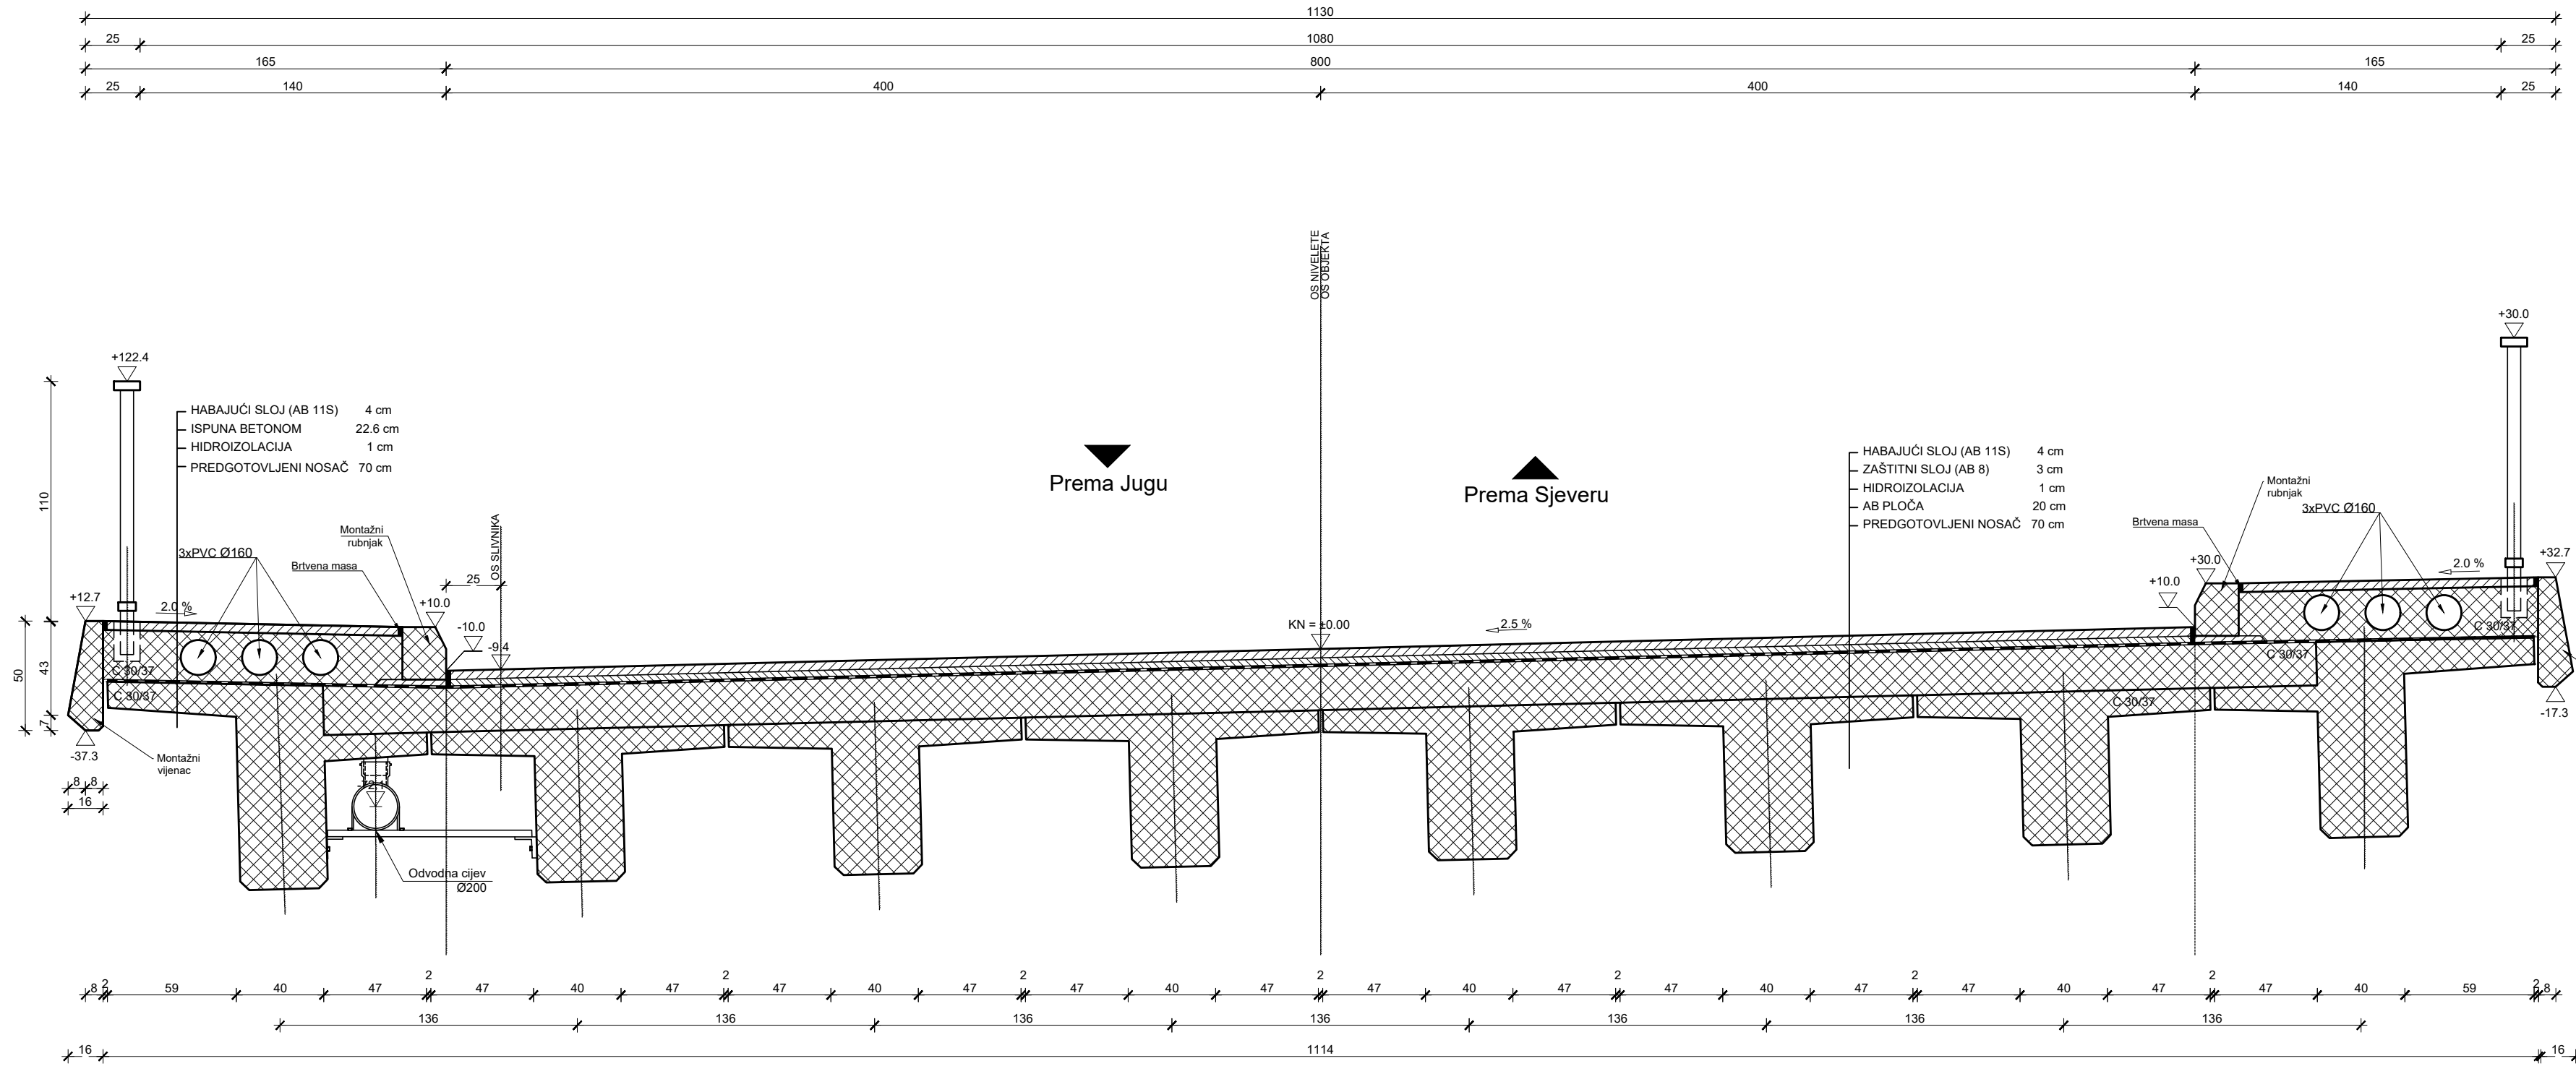 1130
25 1080 25
165 800 165
25 140 400 400 140 25
OS NIVELETE
OS OBJEKTA
+122.4
+30.0
HABAJUĆI SLOJ (AB 11S) 4 cm
ISPUNA BETONOM 22.6 cm
HIDROIZOLACIJA 1 cm
PREDGOTOVLJENI NOSAČ 70 cm
Prema Jugu
Prema Sjeveru
HABAJUĆI SLOJ (AB 11S) 4 cm
ZAŠTITNI SLOJ (AB 8) 3 cm
HIDROIZOLACIJA 1 cm
AB PLOČA 20 cm
PREDGOTOVLJENI NOSAČ 70 cm
Montažni
rubnjak
3xPVC Ø160
Brtvena masa
110
Montažni
rubnjak
OS SLIVNIKA
3xPVC Ø160
Brtvena masa
25
+32.7
2.0 %
+30.0
+10.0
+12.7
2.0 %
+10.0
-10.0
-9.4
KN = ±0.00
2.5 %
C 30/37
C 30/37
C 30/37
C 30/37
C 30/37
50
43
7
-17.3
-37.3
Montažni
vijenac
8 8
16
-72.1
Odvodna cijev
Ø200
2 2 2 2 2 2 2
8 2 59 40 47 47 40 47 47 40 47 47 40 47 47 40 47 47 40 47 47 40 47 47 40 59 2 8
136 136 136 136 136 136 136
16 1114 16